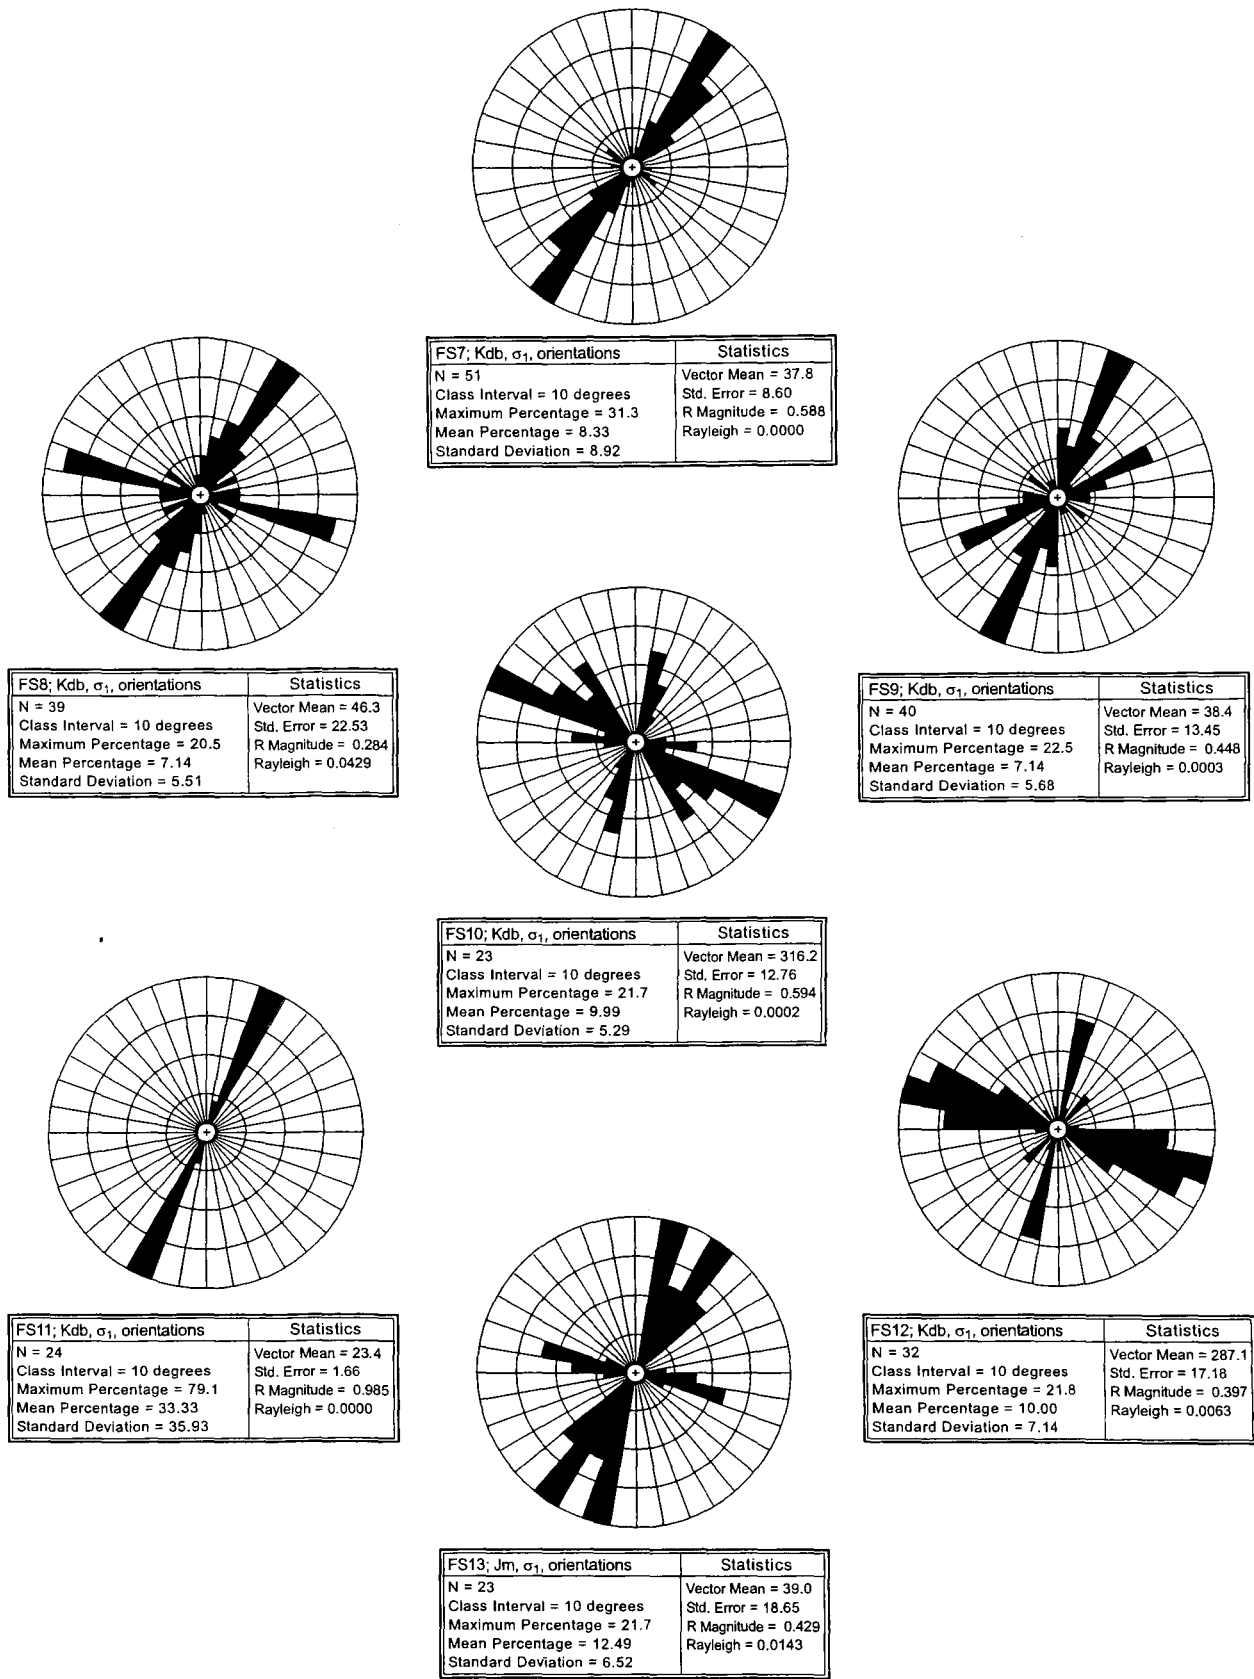 FS7; Kdb, σ₁, orientations
Statistics
N = 51
Class Interval = 10 degrees
Maximum Percentage = 31.3
Mean Percentage = 8.33
Standard Deviation = 8.92
Vector Mean = 37.8
Std. Error = 8.60
R Magnitude = 0.588
Rayleigh = 0.0000
FS8; Kdb, σ₁, orientations
Statistics
N = 39
Class Interval = 10 degrees
Maximum Percentage = 20.5
Mean Percentage = 7.14
Standard Deviation = 5.51
Vector Mean = 46.3
Std. Error = 22.53
R Magnitude = 0.284
Rayleigh = 0.0429
FS9; Kdb, σ₁, orientations
Statistics
N = 40
Class Interval = 10 degrees
Maximum Percentage = 22.5
Mean Percentage = 7.14
Standard Deviation = 5.68
Vector Mean = 38.4
Std. Error = 13.45
R Magnitude = 0.448
Rayleigh = 0.0003
FS10; Kdb, σ₁, orientations
Statistics
N = 23
Class Interval = 10 degrees
Maximum Percentage = 21.7
Mean Percentage = 9.99
Standard Deviation = 5.29
Vector Mean = 316.2
Std. Error = 12.76
R Magnitude = 0.594
Rayleigh = 0.0002
FS11; Kdb, σ₁, orientations
Statistics
N = 24
Class Interval = 10 degrees
Maximum Percentage = 79.1
Mean Percentage = 33.33
Standard Deviation = 35.93
Vector Mean = 23.4
Std. Error = 1.66
R Magnitude = 0.985
Rayleigh = 0.0000
FS12; Kdb, σ₁, orientations
Statistics
N = 32
Class Interval = 10 degrees
Maximum Percentage = 21.8
Mean Percentage = 10.00
Standard Deviation = 7.14
Vector Mean = 287.1
Std. Error = 17.18
R Magnitude = 0.397
Rayleigh = 0.0063
FS13; Jm, σ₁, orientations
Statistics
N = 23
Class Interval = 10 degrees
Maximum Percentage = 21.7
Mean Percentage = 12.49
Standard Deviation = 6.52
Vector Mean = 39.0
Std. Error = 18.65
R Magnitude = 0.429
Rayleigh = 0.0143